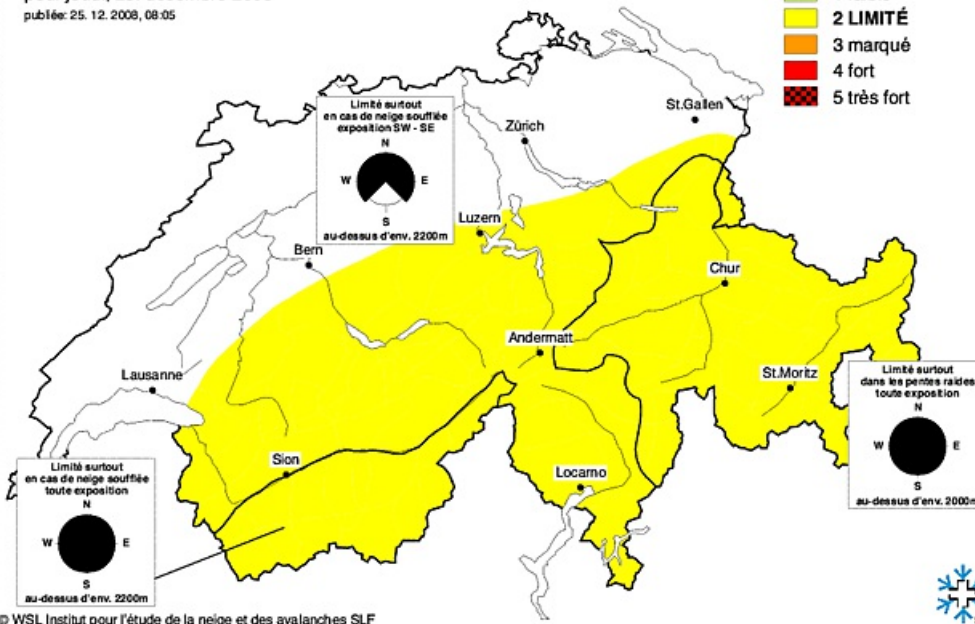 publiée: 25. 12. 2008, 08:05
2 LIMITÉ
3 marqué
4 fort
5 très fort
Limité surtout
en cas de neige soufflée
exposition SW - SE
N
W E
S
au-dessus d'env. 2200m
St.Gallen
Zürich
Luzern
Bern
Chur
Andermatt
Lausanne
St.Moritz
Limité surtout
dans les pentes raides
toute exposition
N
W E
S
au-dessus d'env. 2000m
Sion
Locarno
Limité surtout
en cas de neige soufflée
toute exposition
N
W E
S
au-dessus d'env. 2200m
© WSL Institut pour l'étude de la neige et des avalanches SLF